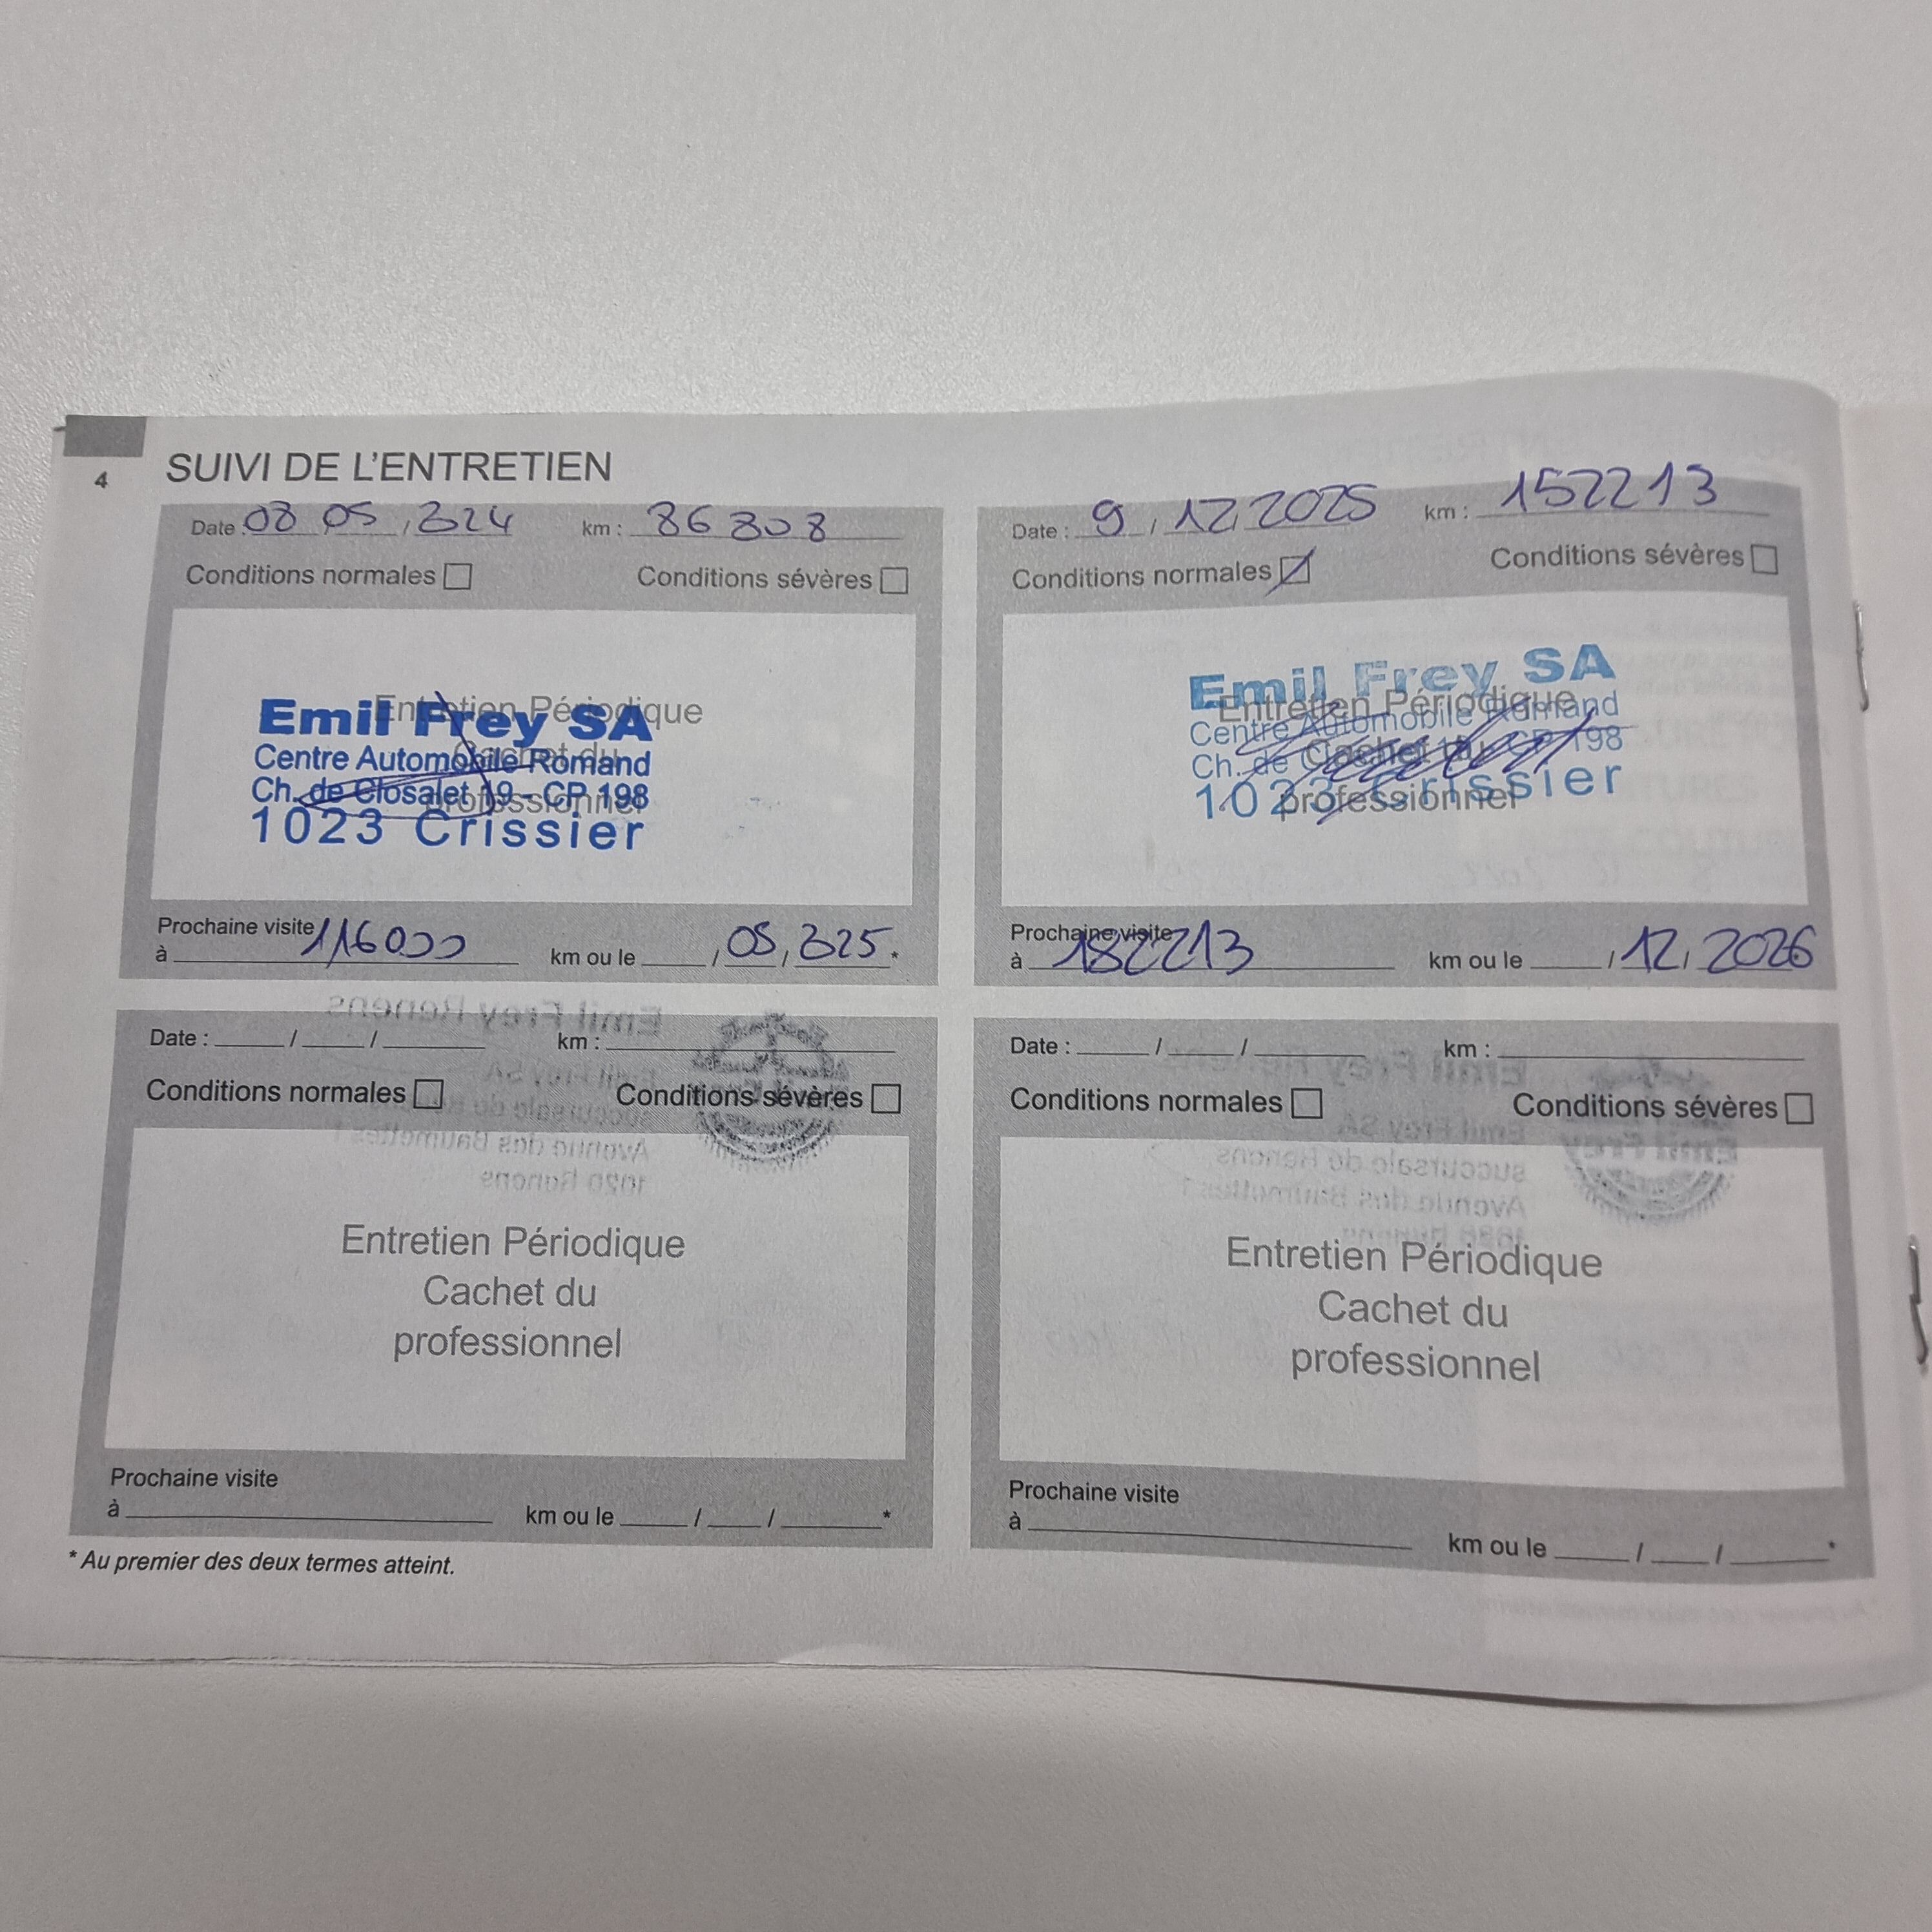 4
SUIVI DE L'ENTRETIEN
Date : 08 05 / 2024 km : 86 808
Conditions normales Conditions sévères
Entretien Périodique
Cachet du
professionnel
Emil Frey SA
Centre Automobile Romand
Ch. de Closalet 19 - CP 198
1023 Crissier
Prochaine visite
à 116000 km ou le / 05 / 2025 *
Date : 9 / 12 / 2025 km : 152213
Conditions normales Conditions sévères
Entretien Périodique
Cachet du
professionnel
Emil Frey SA
Centre Automobile Romand
Ch. de Closalet 19 - CP 198
1023 Crissier
Prochaine visite
à 182213 km ou le / 12 / 2026
Date : / / km :
Conditions normales Conditions sévères
Entretien Périodique
Cachet du
professionnel
Prochaine visite
à km ou le / / *
Date : / / km :
Conditions normales Conditions sévères
Entretien Périodique
Cachet du
professionnel
Prochaine visite
à km ou le / / *
* Au premier des deux termes atteint.